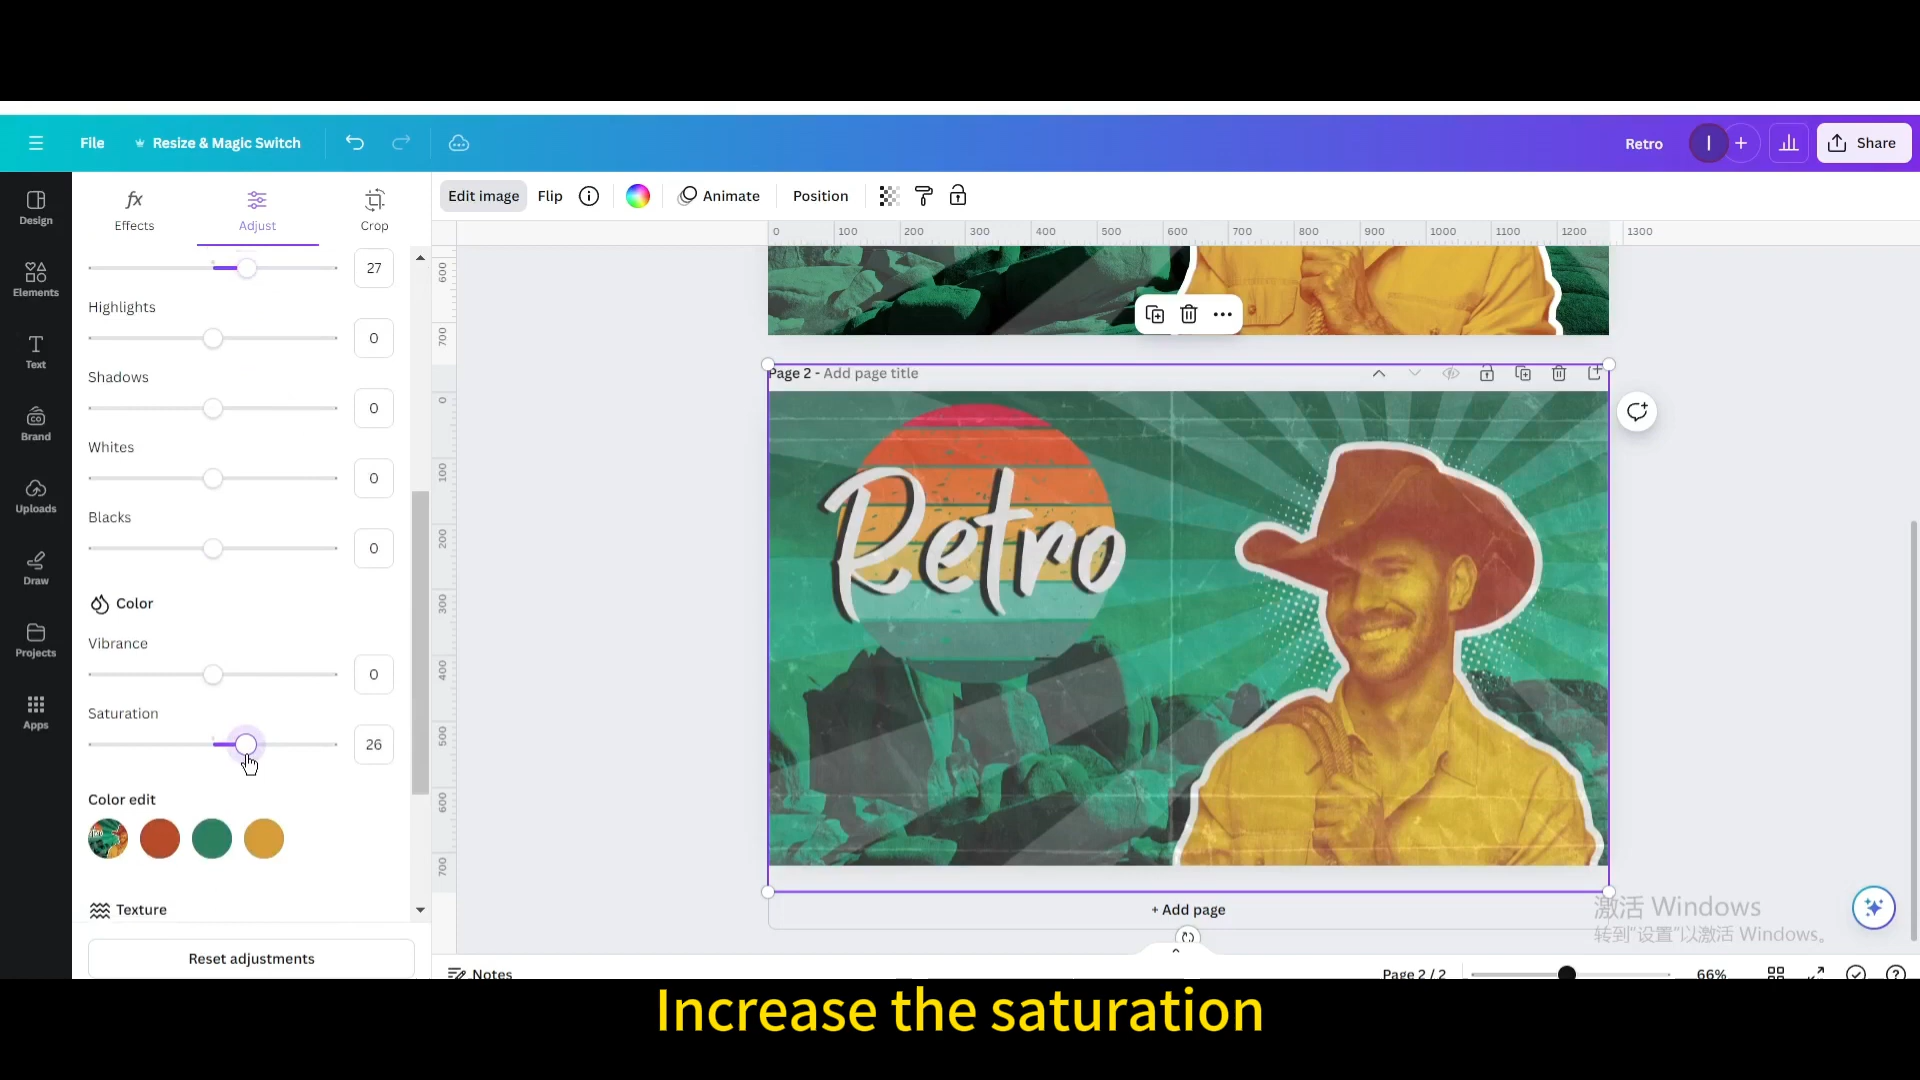 File
Resize & Magic Switch
Retro
I
Share
Design
Elements
Text
Brand
Uploads
Draw
Projects
Apps
Effects
Adjust
Crop
27
Highlights
0
Shadows
0
Whites
0
Blacks
0
Color
Vibrance
0
Saturation
26
Color edit
Texture
Reset adjustments
Edit image
Flip
Animate
Position
0 100 200 300 400 500 600 700 800 900 1000 1100 1200 1300
600
700
0
100
200
300
400
500
600
700
Page 2 - Add page title
Retro
+ Add page
激活 Windows
转到"设置"以激活 Windows。
Notes
Page 2 / 2
66%
Increase the saturation